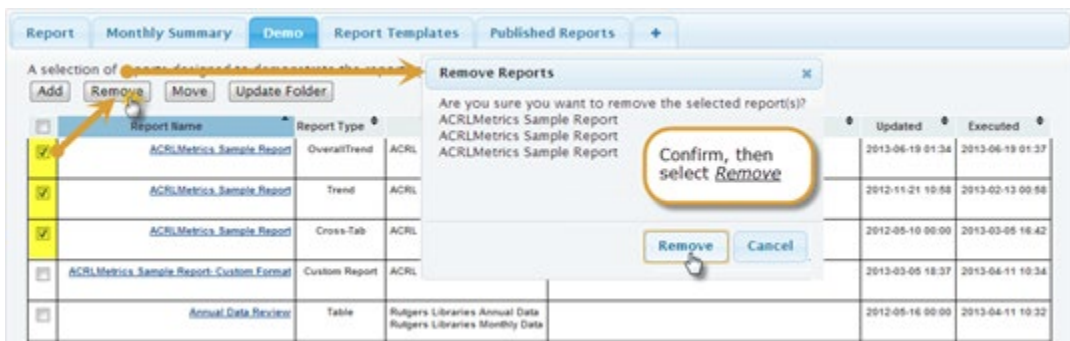 Report Monthly Summary Demo Report Templates Published Reports +
A selection of reports designed to demonstrate the
Add Remove Move Update Folder
Remove Reports
Are you sure you want to remove the selected report(s)?
ACRLMetrics Sample Report
ACRLMetrics Sample Report
ACRLMetrics Sample Report
Confirm, then
select Remove
Remove Cancel
Report Name Report Type Updated Executed
ACRLMetrics Sample Report OverallTrend ACRL 2013-06-19 01:34 2013-06-19 01:37
ACRLMetrics Sample Report Trend ACRL 2012-11-21 10:58 2013-02-13 00:58
ACRLMetrics Sample Report Cross-Tab ACRL 2012-05-10 00:00 2013-03-05 16:42
ACRLMetrics Sample Report- Custom Format Custom Report ACRL 2013-03-05 18:37 2013-04-11 10:34
Annual Data Review Table Rutgers Libraries Annual Data 2012-05-16 00:00 2013-04-11 10:32
Rutgers Libraries Monthly Data